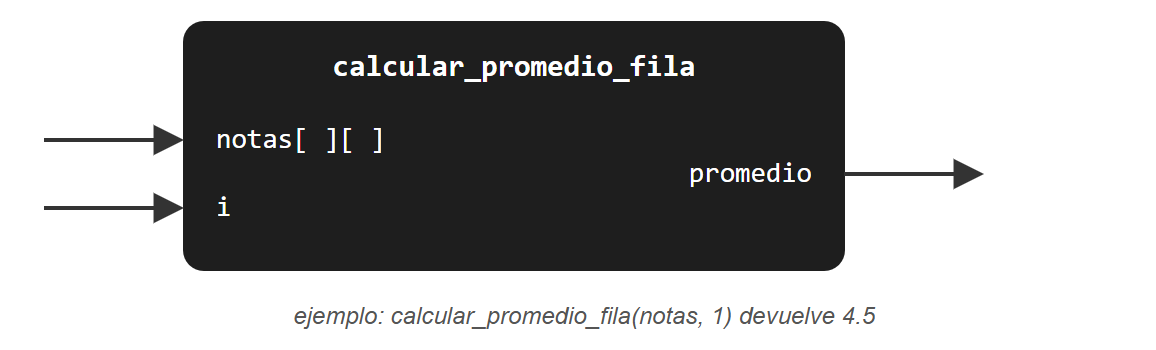 calcular_promedio_fila
notas[ ][ ]
promedio
i
ejemplo: calcular_promedio_fila(notas, 1) devuelve 4.5